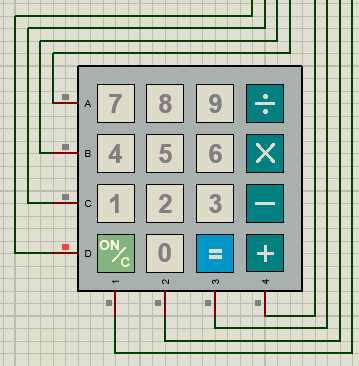 A 7 8 9 ÷
B 4 5 6 ×
C 1 2 3 −
D ON/C 0 = +
1 2 3 4